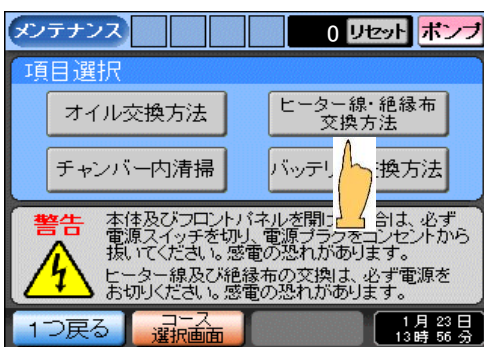 メンテナンス 0 リセット ポンプ
項目選択
オイル交換方法
ヒーター線・絶縁布
交換方法
チャンバー内清掃
バッテリ 換方法
警告
本体及びフロントパネルを開け 合は、必ず
電源スイッチを切り、電源プラグをコンセントから
抜いてください。感電の恐れがあります。
ヒーター線及び絶縁布の交換は、必ず電源を
お切りください。感電の恐れがあります。
1つ戻る
コース
選択画面
1月 23日
13時 56分